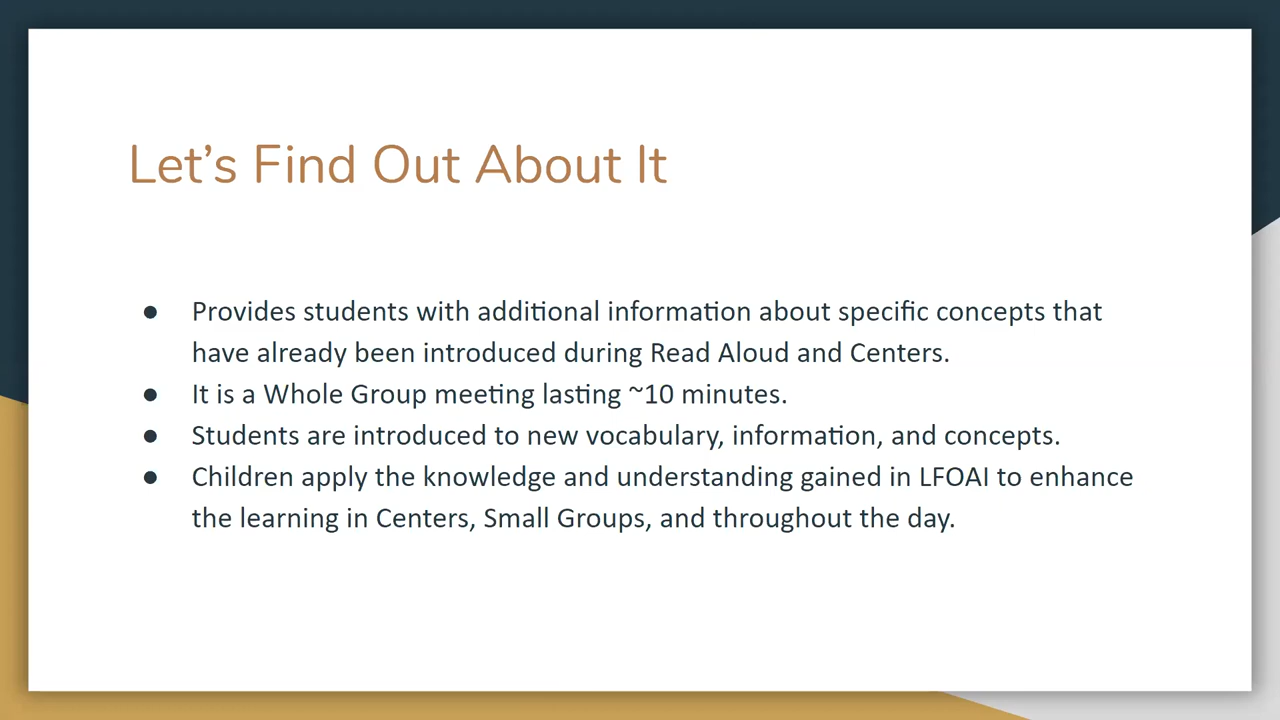 Let’s Find Out About It
● Provides students with additional information about specific concepts that
have already been introduced during Read Aloud and Centers.
● It is a Whole Group meeting lasting ~10 minutes.
● Students are introduced to new vocabulary, information, and concepts.
● Children apply the knowledge and understanding gained in LFOAI to enhance
the learning in Centers, Small Groups, and throughout the day.